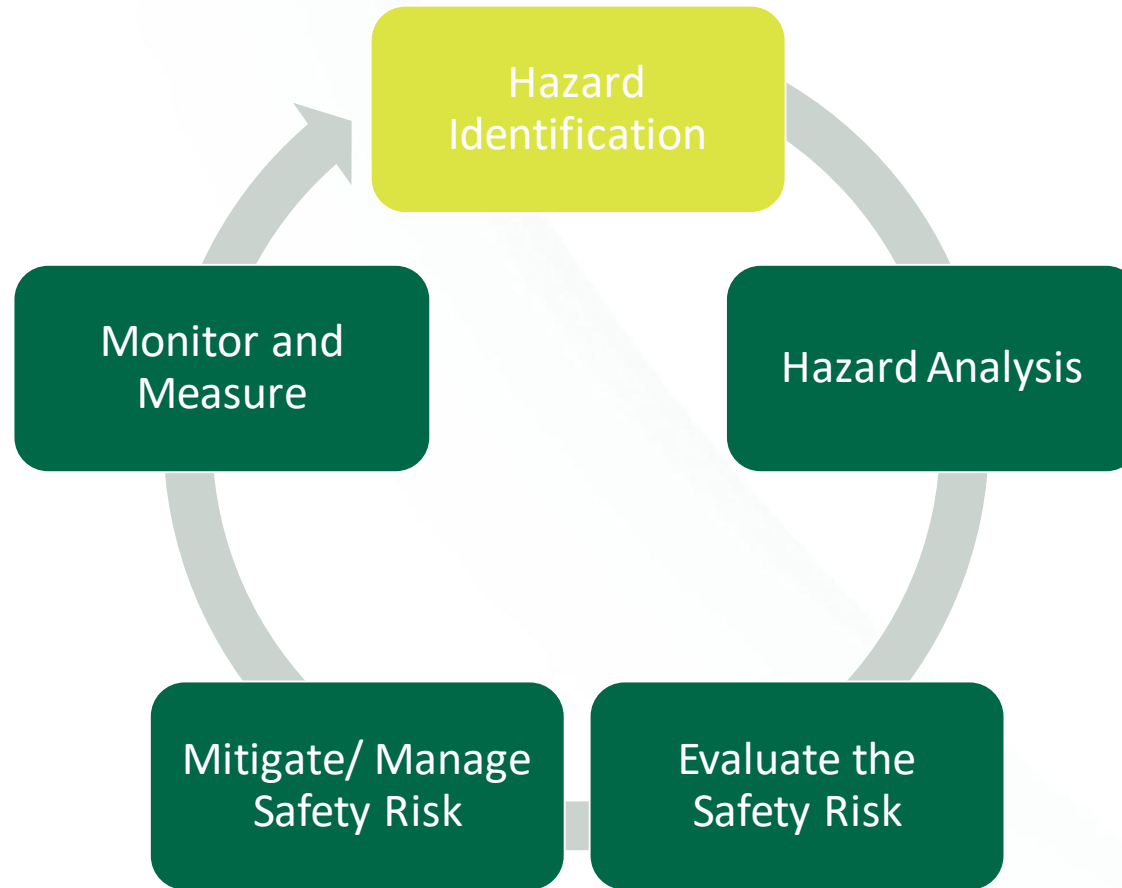 Hazard
Identification
Hazard Analysis
Evaluate the
Safety Risk
Mitigate/ Manage
Safety Risk
Monitor and
Measure